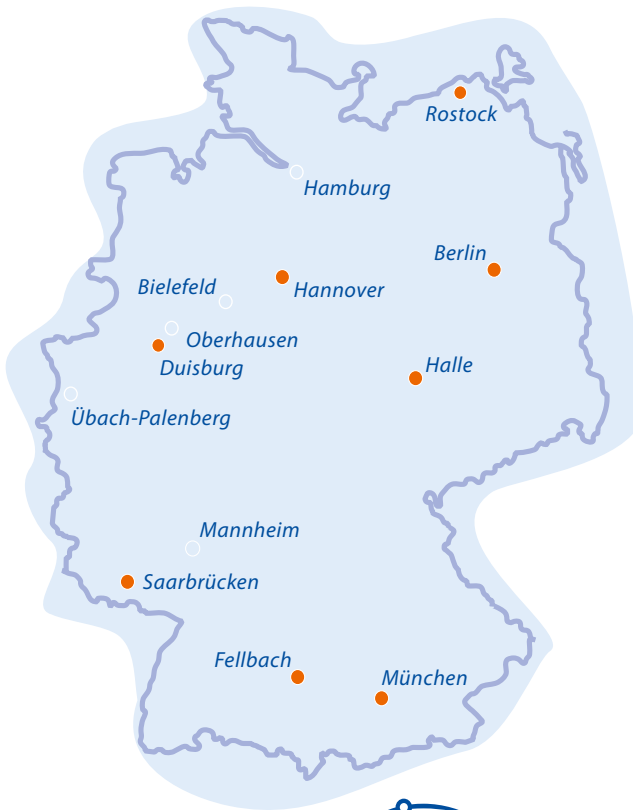 Rostock
Hamburg
Berlin
Bielefeld
Hannover
Oberhausen
Duisburg
Halle
Übach-Palenberg
Mannheim
Saarbrücken
Fellbach
München